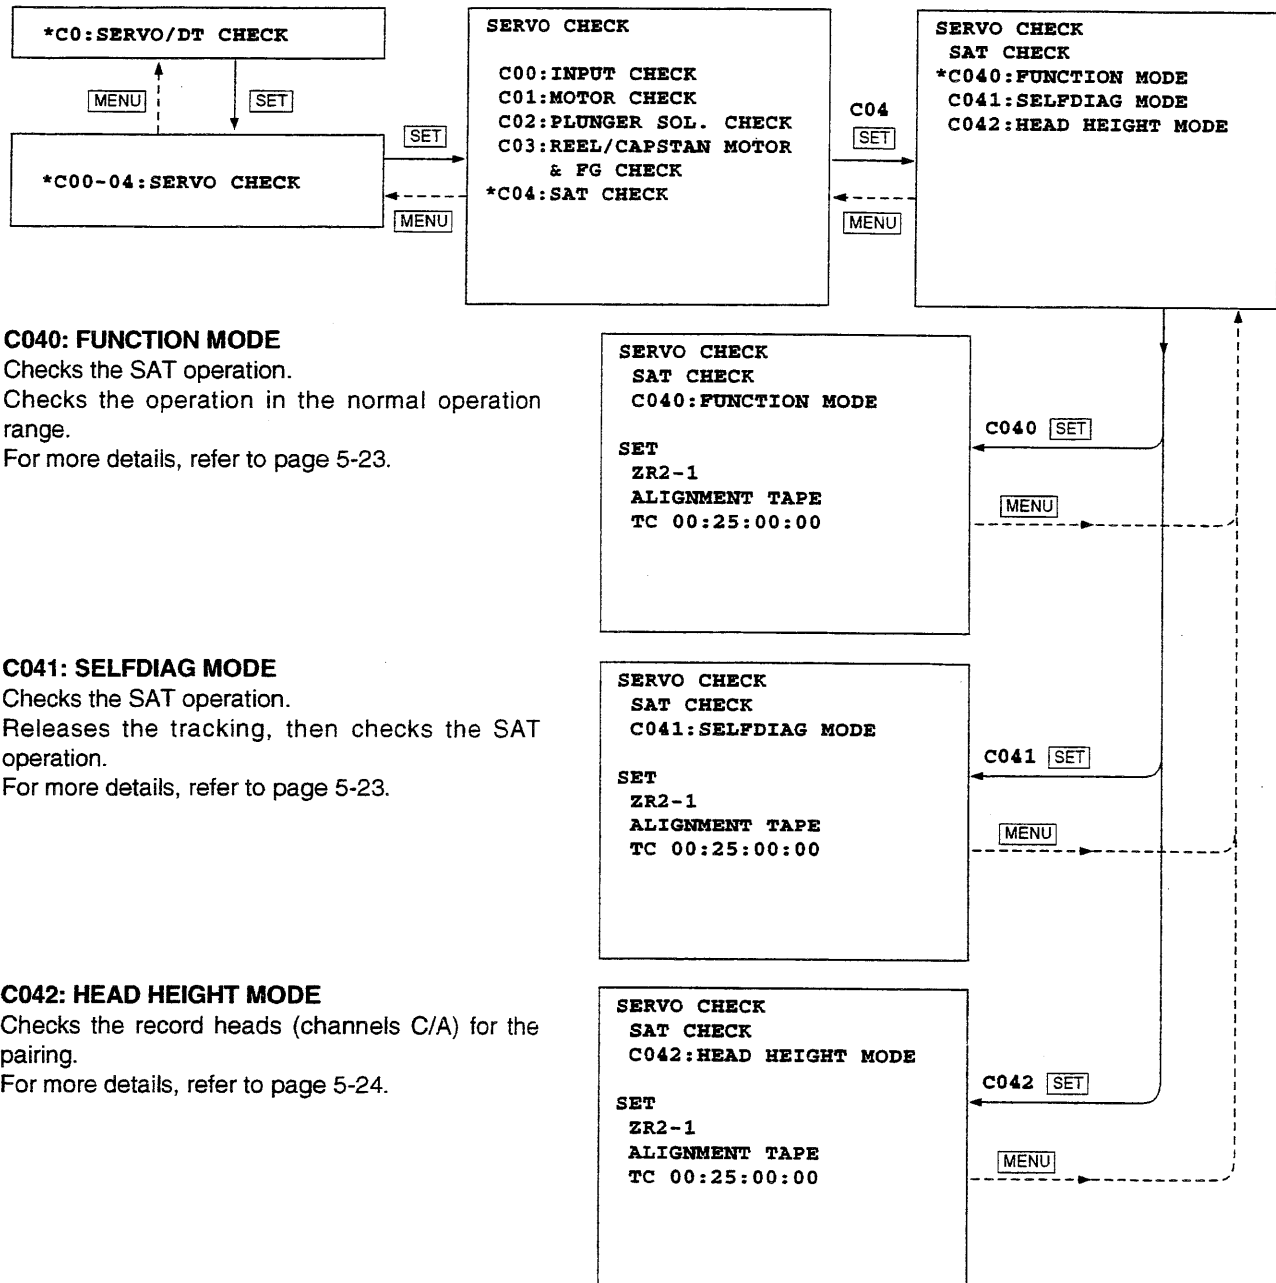 *C0:SERVO/DT CHECK
MENU
SET
*C00-04:SERVO CHECK
SET
MENU
SERVO CHECK
C00:INPUT CHECK
C01:MOTOR CHECK
C02:PLUNGER SOL. CHECK
C03:REEL/CAPSTAN MOTOR
& FG CHECK
*C04:SAT CHECK
C04
SET
MENU
SERVO CHECK
SAT CHECK
*C040:FUNCTION MODE
C041:SELFDIAG MODE
C042:HEAD HEIGHT MODE
C040: FUNCTION MODE
Checks the SAT operation.
Checks the operation in the normal operation
range.
For more details, refer to page 5-23.
SERVO CHECK
SAT CHECK
C040:FUNCTION MODE
SET
ZR2-1
ALIGNMENT TAPE
TC 00:25:00:00
C040 SET
MENU
C041: SELFDIAG MODE
Checks the SAT operation.
Releases the tracking, then checks the SAT
operation.
For more details, refer to page 5-23.
SERVO CHECK
SAT CHECK
C041:SELFDIAG MODE
SET
ZR2-1
ALIGNMENT TAPE
TC 00:25:00:00
C041 SET
MENU
C042: HEAD HEIGHT MODE
Checks the record heads (channels C/A) for the
pairing.
For more details, refer to page 5-24.
SERVO CHECK
SAT CHECK
C042:HEAD HEIGHT MODE
SET
ZR2-1
ALIGNMENT TAPE
TC 00:25:00:00
C042 SET
MENU